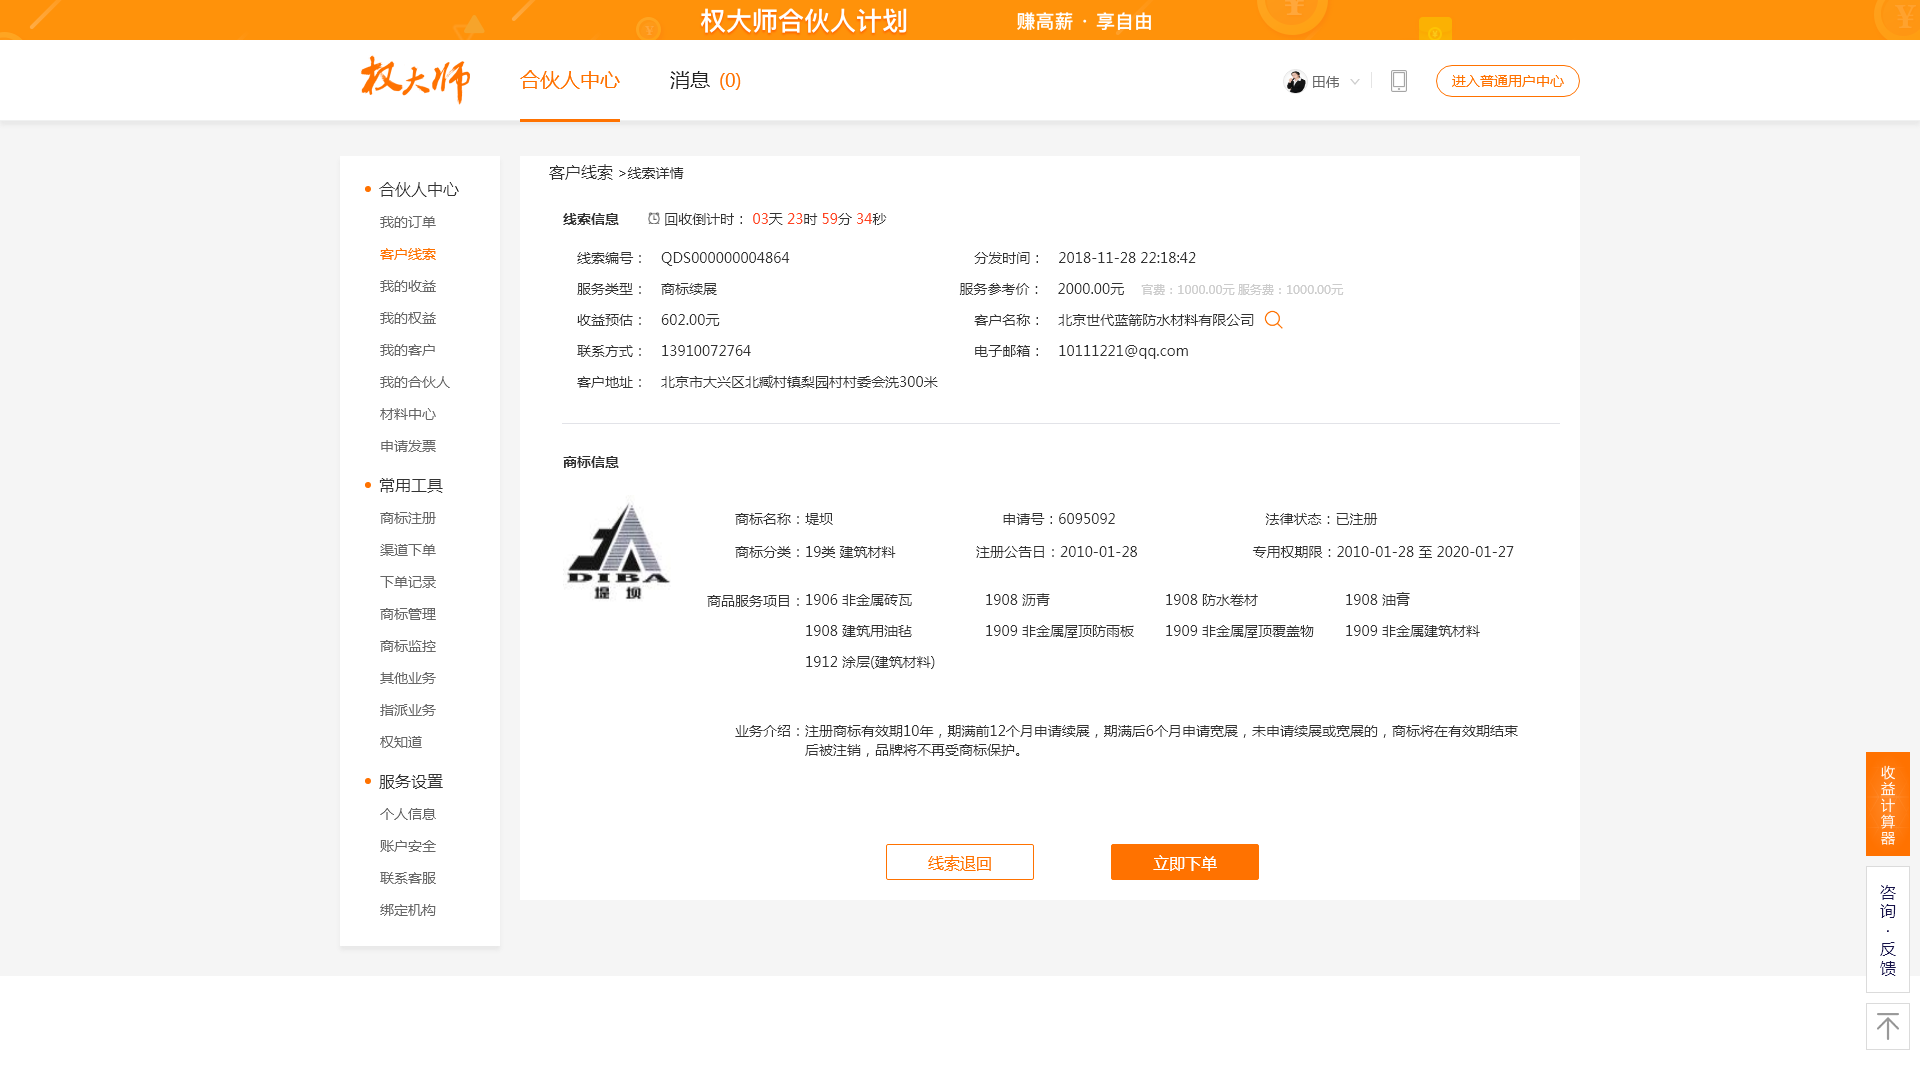 权大师合伙人计划 赚高薪 · 享自由
权大师 合伙人中心 消息 (0) 田伟 进入普通用户中心
合伙人中心
我的订单
客户线索
我的收益
我的权益
我的客户
我的合伙人
材料中心
申请发票
常用工具
商标注册
渠道下单
下单记录
商标管理
商标监控
其他业务
指派业务
权知道
服务设置
个人信息
账户安全
联系客服
绑定机构
客户线索 >线索详情
线索信息 回收倒计时： 03天 23时 59分 34秒
线索编号： QDS000000004864 分发时间： 2018-11-28 22:18:42
服务类型： 商标续展 服务参考价： 2000.00元 官费：1000.00元 服务费：1000.00元
收益预估： 602.00元 客户名称： 北京世代蓝箭防水材料有限公司
联系方式： 13910072764 电子邮箱： 10111221@qq.com
客户地址： 北京市大兴区北臧村镇梨园村村委会洗300米
商标信息
DIBA
堤坝
商标名称：堤坝 申请号：6095092 法律状态：已注册
商标分类：19类 建筑材料 注册公告日：2010-01-28 专用权期限：2010-01-28 至 2020-01-27
商品服务项目：1906 非金属砖瓦 1908 沥青 1908 防水卷材 1908 油膏
1908 建筑用油毡 1909 非金属屋顶防雨板 1909 非金属屋顶覆盖物 1909 非金属建筑材料
1912 涂层(建筑材料)
业务介绍：注册商标有效期10年，期满前12个月申请续展，期满后6个月申请宽展，未申请续展或宽展的，商标将在有效期结束
后被注销，品牌将不再受商标保护。
线索退回 立即下单
收益计算器
咨询·反馈